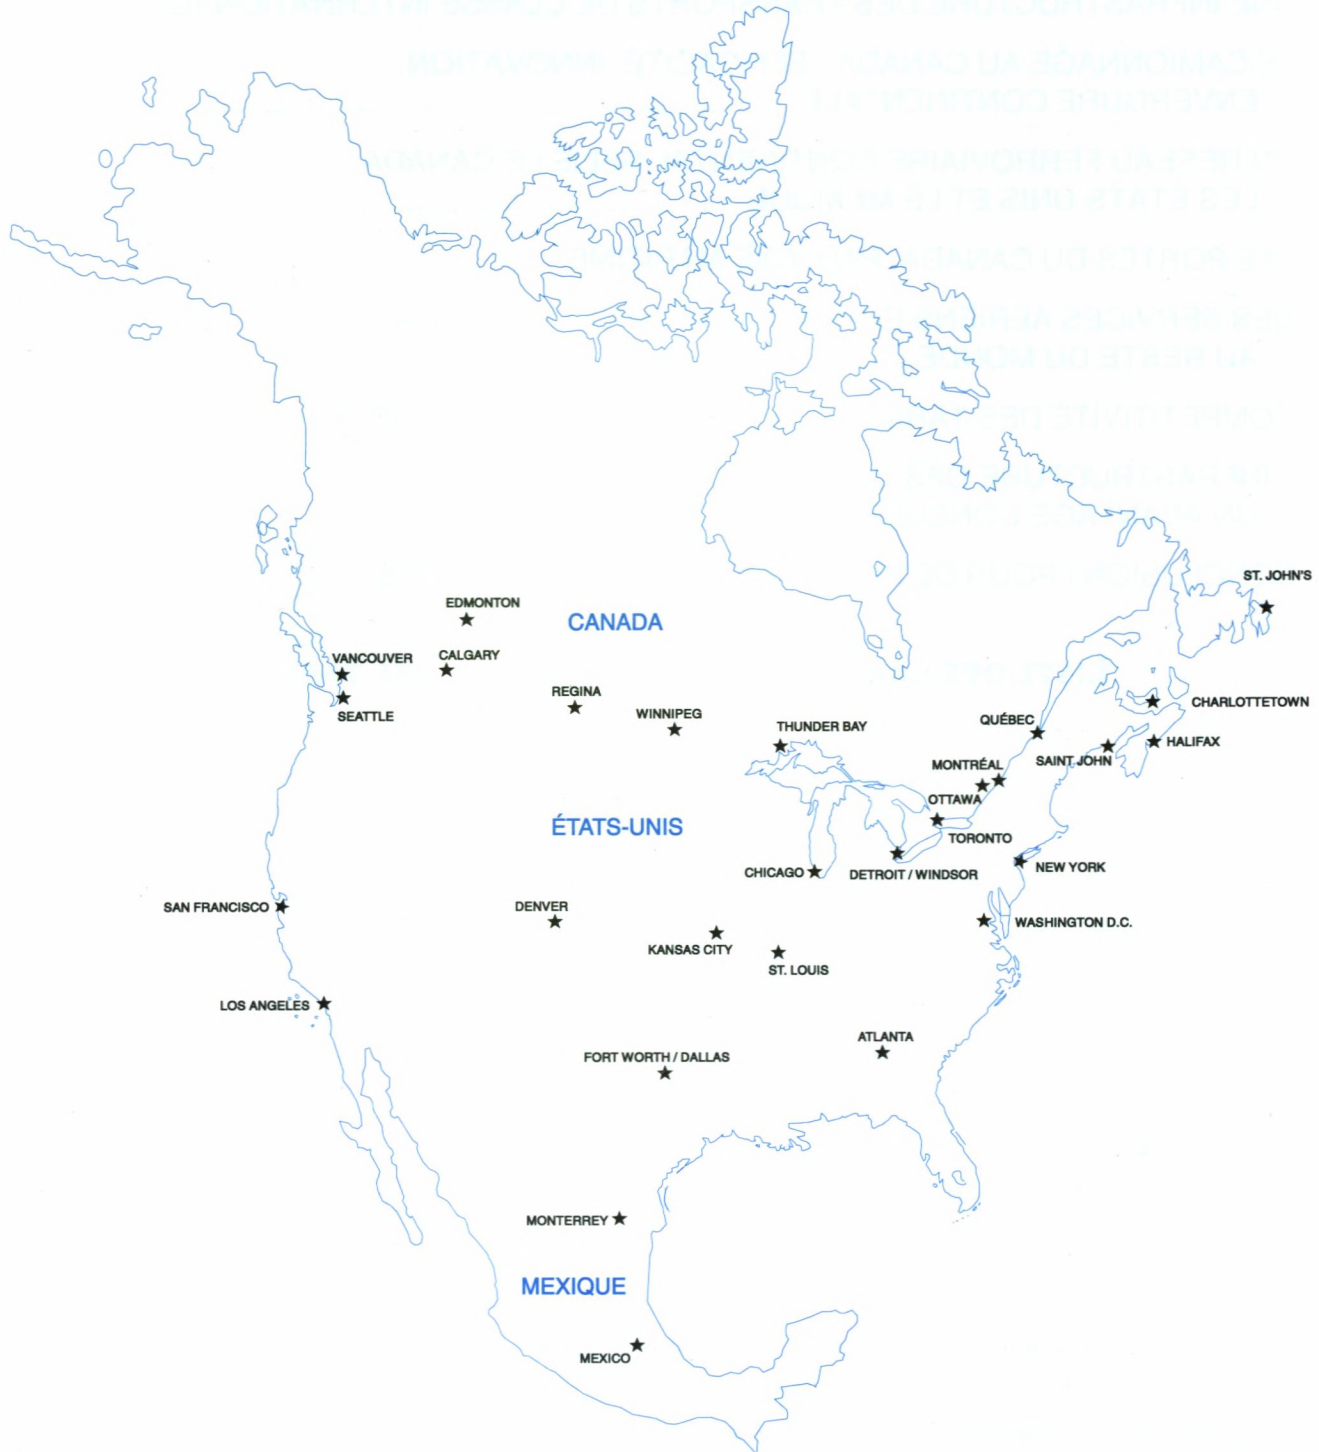 ST. JOHN'S
EDMONTON
CANADA
VANCOUVER
CALGARY
REGINA
CHARLOTTETOWN
SEATTLE
WINNIPEG
QUÉBEC
THUNDER BAY
HALIFAX
SAINT JOHN
MONTRÉAL
OTTAWA
ÉTATS-UNIS
TORONTO
NEW YORK
CHICAGO
DETROIT / WINDSOR
SAN FRANCISCO
DENVER
WASHINGTON D.C.
KANSAS CITY
ST. LOUIS
LOS ANGELES
ATLANTA
FORT WORTH / DALLAS
MONTERREY
MEXIQUE
MEXICO